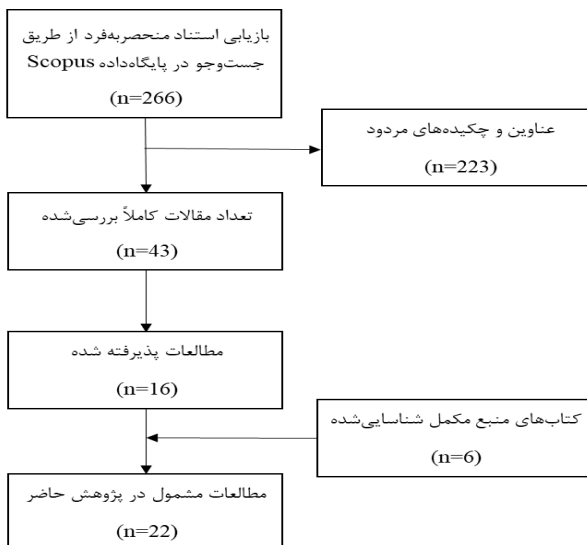 بازیابی استناد منحصربه‌فرد از طریق
جست‌وجو در پایگاه‌داده Scopus
(n=266)
عناوین و چکیده‌های مردود
(n=223)
تعداد مقالات کاملاً بررسی‌شده
(n=43)
مطالعات پذیرفته شده
(n=16)
کتاب‌های منبع مکمل شناسایی‌شده
(n=6)
مطالعات مشمول در پژوهش حاضر
(n=22)